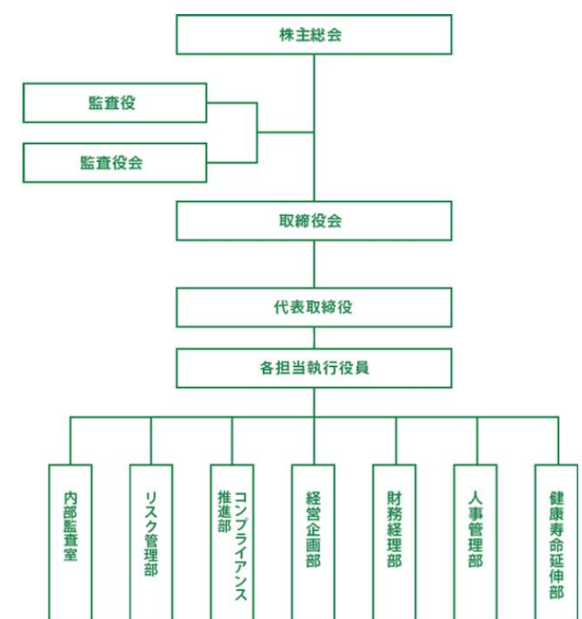 株主総会
監査役
監査役会
取締役会
代表取締役
各担当執行役員
内部監査室
リスク管理部
コンプライアンス
推進部
経営企画部
財務経理部
人事管理部
健康寿命延伸部